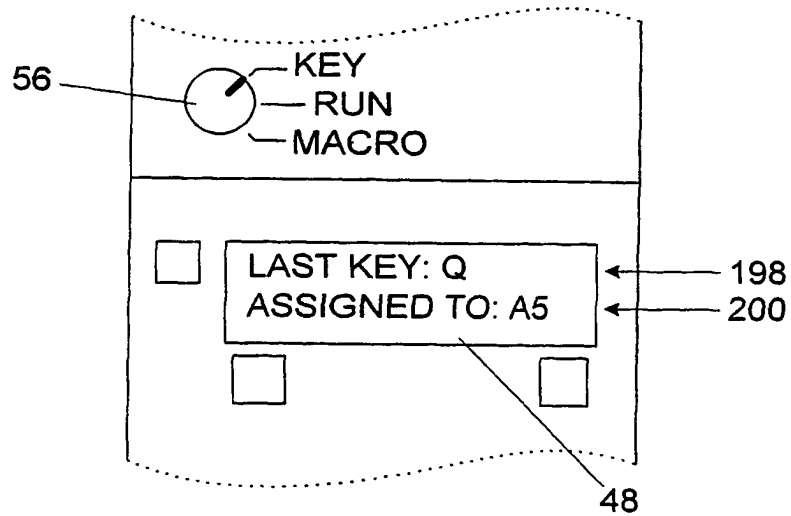 KEY
56
RUN
MACRO
LAST KEY: Q
198
ASSIGNED TO: A5
200
48